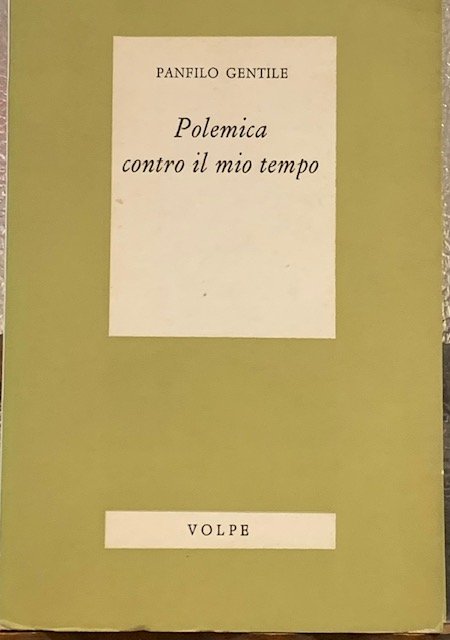 PANFILO GENTILE
Polemica
contro il mio tempo
VOLPE